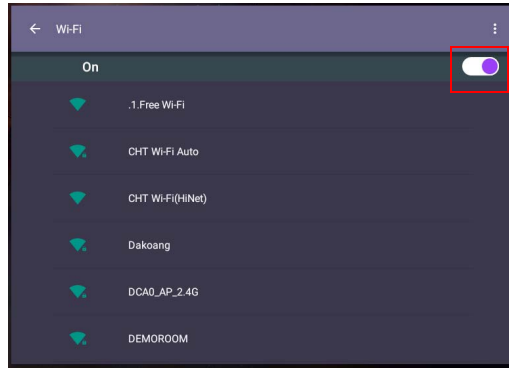 Wi-Fi
On
.1.Free Wi-Fi
CHT Wi-Fi Auto
CHT Wi-Fi(HiNet)
Dakoang
DCA0_AP_2.4G
DEMOROOM